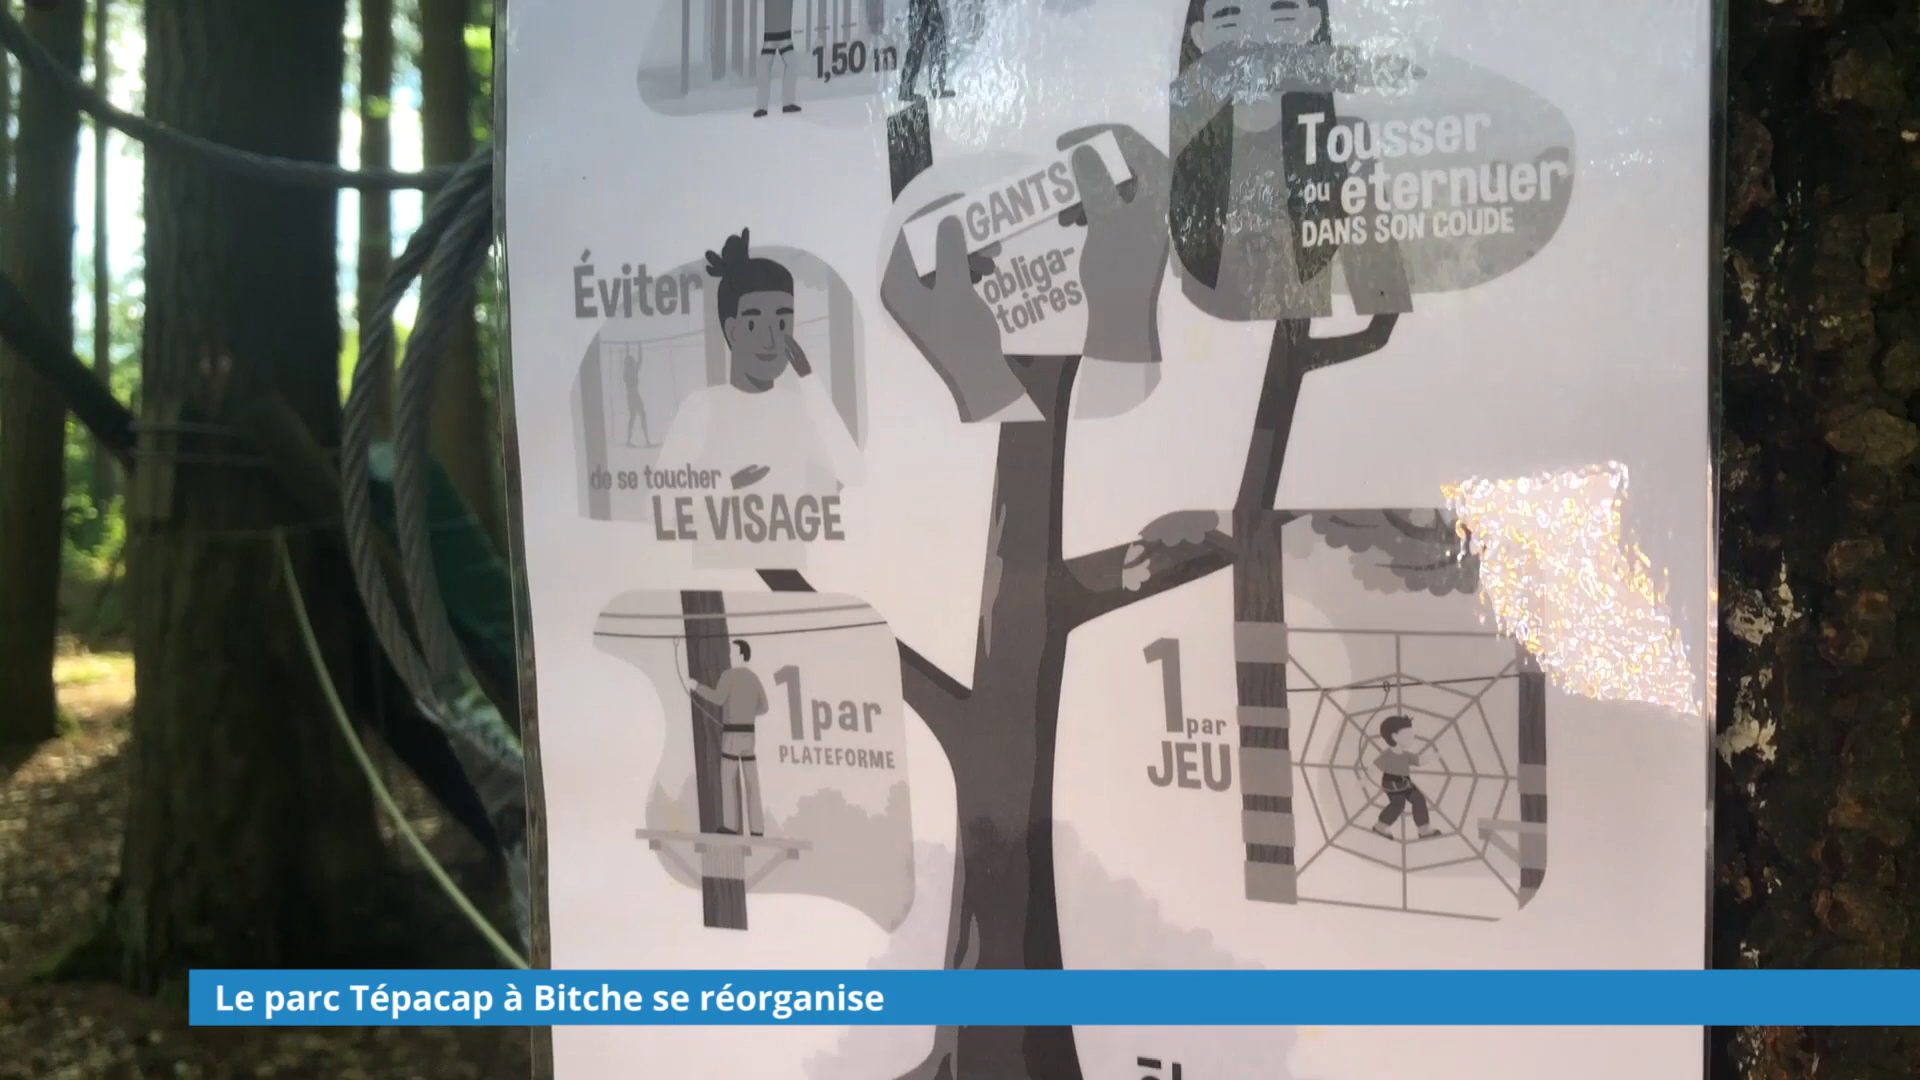 1,50 m
Tousser
ou éternuer
DANS SON COUDE
GANTS
obliga-
toires
Éviter
de se toucher
LE VISAGE
1 par
PLATEFORME
1 par
JEU
Le parc Tépacap à Bitche se réorganise